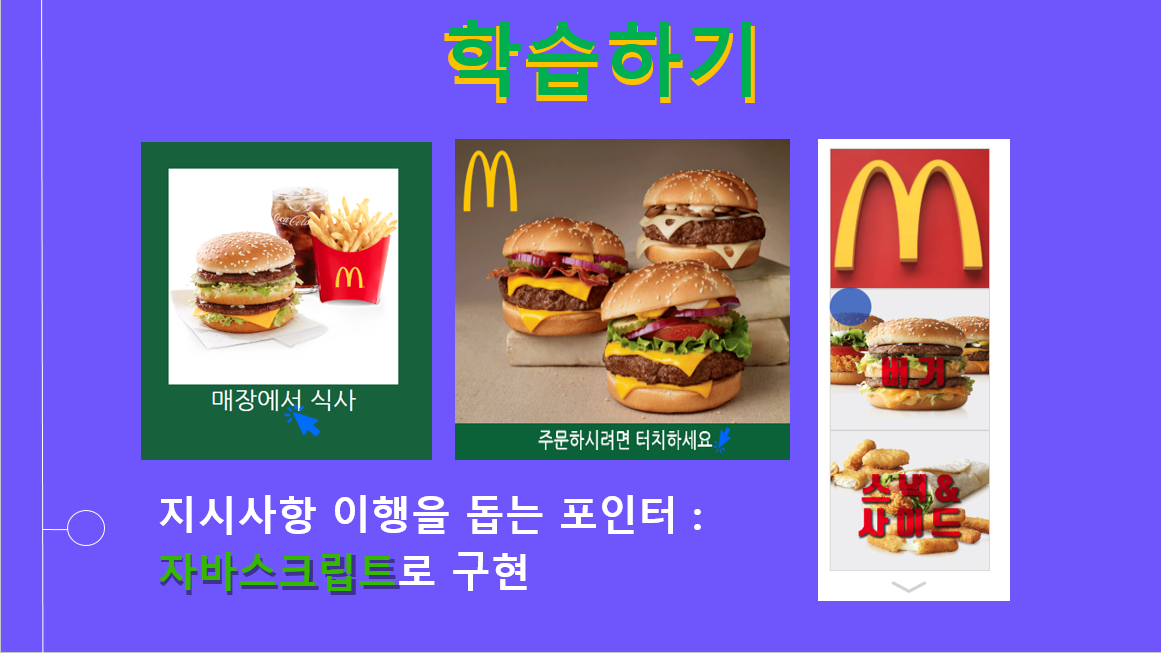 학습하기
Coca-Cola
매장에서 식사
주문하시려면 터치하세요
버거
스낵&
사이드
지시사항 이행을 돕는 포인터 :
자바스크립트로 구현